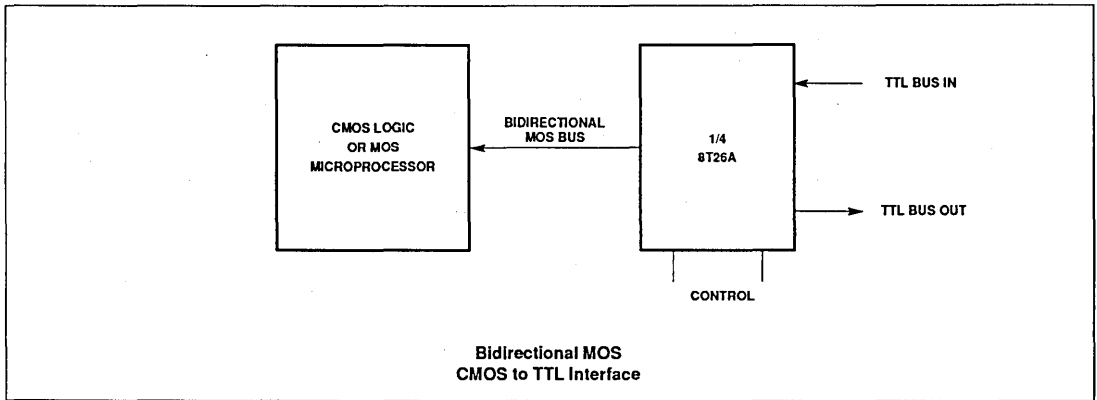 CMOS LOGIC
OR MOS
MICROPROCESSOR
BIDIRECTIONAL
MOS BUS
1/4
8T26A
TTL BUS IN
TTL BUS OUT
CONTROL
Bidirectional MOS
CMOS to TTL Interface